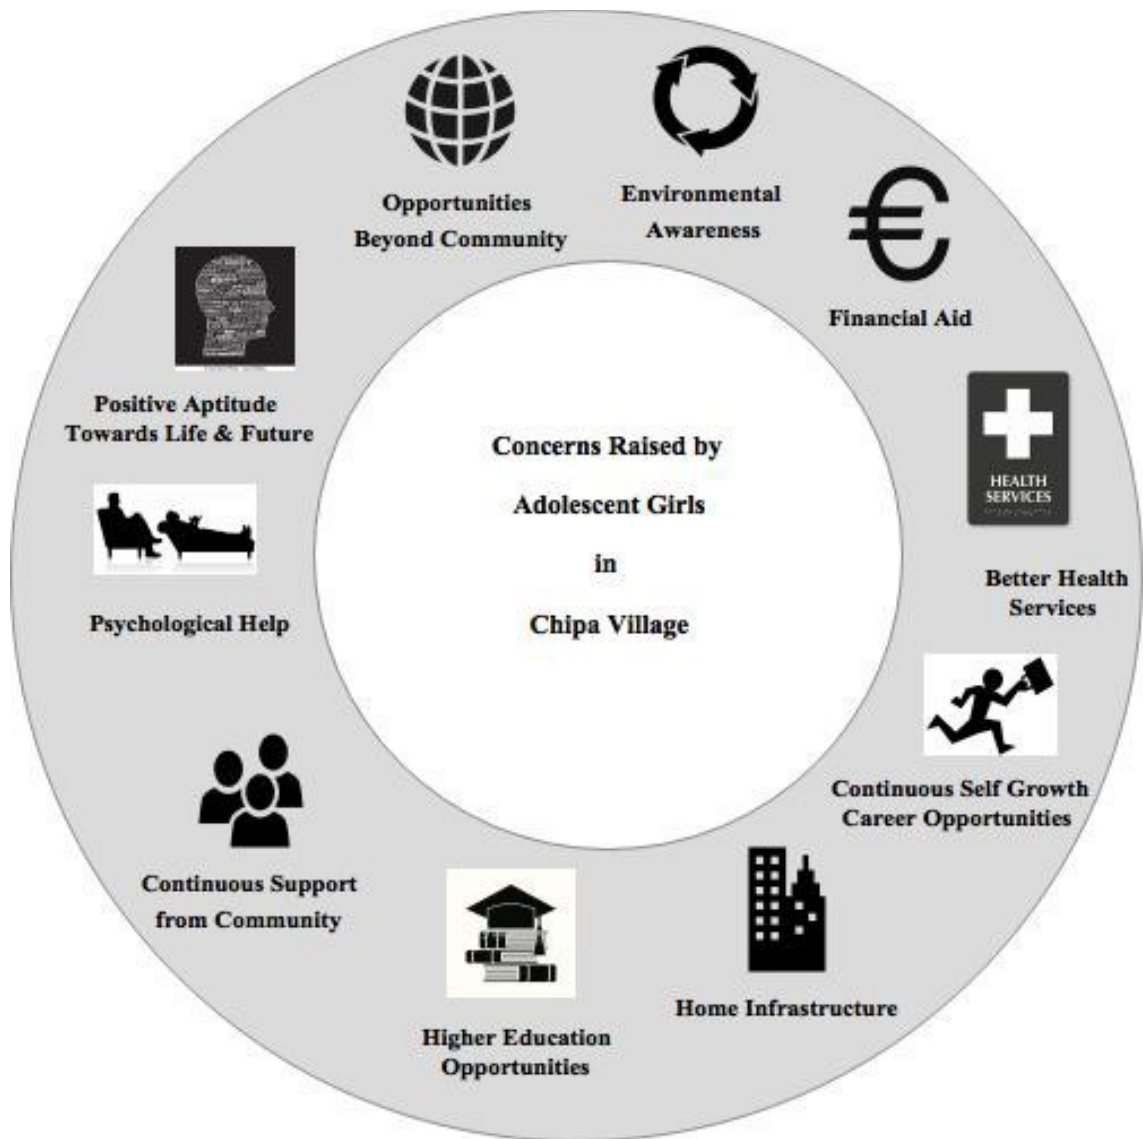 Opportunities
Beyond Community
Environmental
Awareness
€
Financial Aid
HEALTH
SERVICES
Better Health
Services
Continuous Self Growth
Career Opportunities
Home Infrastructure
Higher Education
Opportunities
Continuous Support
from Community
Psychological Help
Positive Aptitude
Towards Life & Future
Concerns Raised by
Adolescent Girls
in
Chipa Village